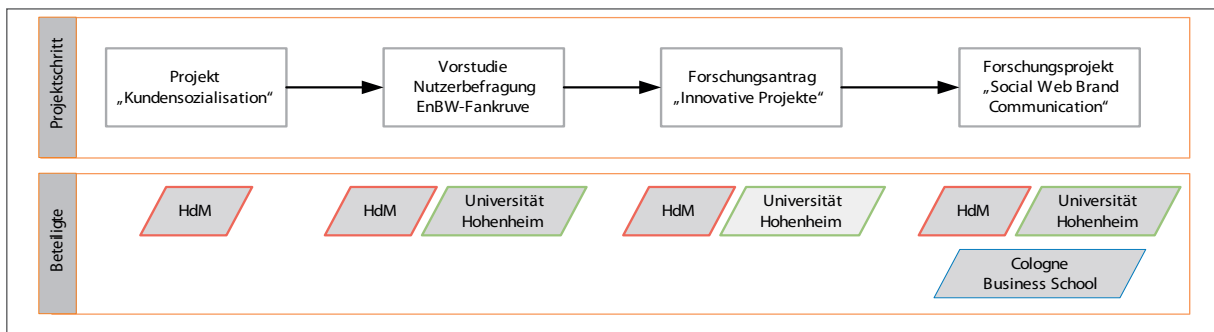 Projektschritt
Projekt
„Kundensozialisation“
Vorstudie
Nutzerbefragung
EnBW-Fankruve
Forschungsantrag
„Innovative Projekte“
Forschungsprojekt
„Social Web Brand
Communication“
Beteiligte
HdM
HdM
Universität
Hohenheim
HdM
Universität
Hohenheim
HdM
Universität
Hohenheim
Cologne
Business School